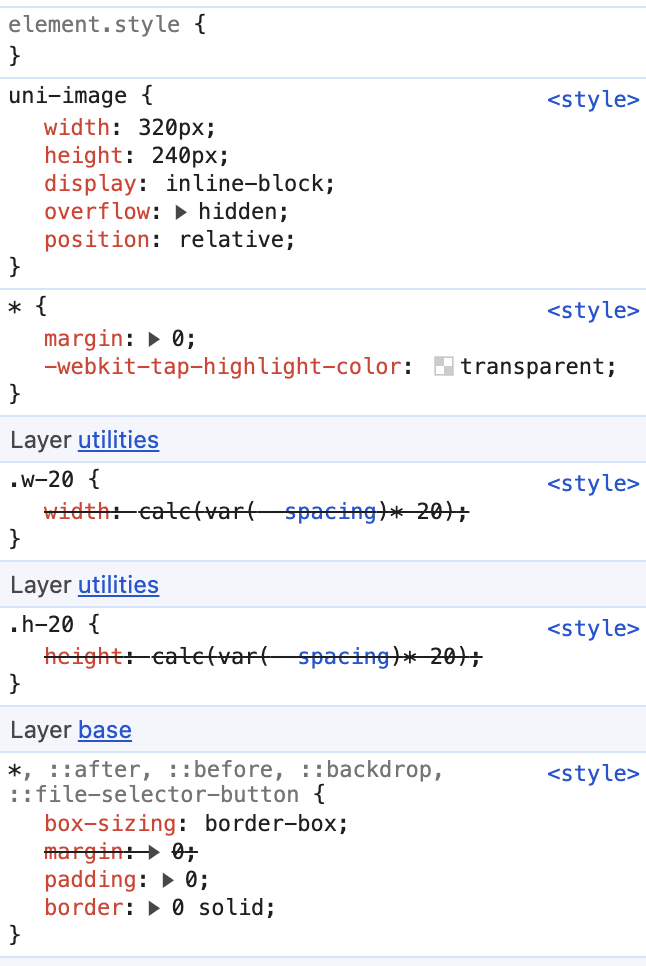 element.style {
}
uni-image {
<style>
width: 320px;
height: 240px;
display: inline-block;
overflow: ▶ hidden;
position: relative;
}
* {
<style>
margin: ▶ 0;
-webkit-tap-highlight-color: transparent;
}
Layer utilities
.w-20 {
<style>
width: calc(var(--spacing)* 20);
}
Layer utilities
.h-20 {
<style>
height: calc(var(--spacing)* 20);
}
Layer base
*, ::after, ::before, ::backdrop,
<style>
::file-selector-button {
box-sizing: border-box;
margin: ▶ 0;
padding: ▶ 0;
border: ▶ 0 solid;
}